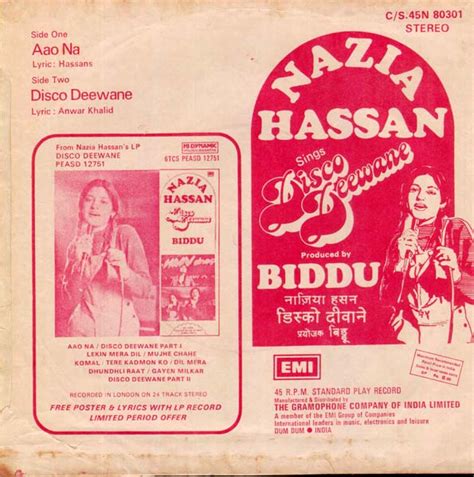 C/S.45N 80301
STEREO
Side One
Aao Na
Lyric: Hassans
Side Two
Disco Deewane
Lyric: Anwar Khalid
From Nazia Hassan's LP
DISCO DEEWANE
PEASD 12751
6TCS PEASD 12751
NAZIA
HASSAN
BIDDU
AAO NA / DISCO DEEWANE PART I
LEKIN MERA DIL / MUJHE CHAHE
KOMAL / TERE KADMON KO / DIL MERA
DHUNDHLI RAAT / GAYEN MILKAR
DISCO DEEWANE PART II
RECORDED IN LONDON ON 24 TRACK STEREO
FREE POSTER & LYRICS WITH LP RECORD
LIMITED PERIOD OFFER
NAZIA
HASSAN
Sings
Disco
Deewane
Produced by
BIDDU
नाज़िया हसन
डिस्को दीवाने
प्रयोजक बिड्डू
EMI
45 R.P.M. STANDARD PLAY RECORD
Manufactured & Distributed by
THE GRAMOPHONE COMPANY OF INDIA LIMITED
A member of the EMI Group of Companies
International leaders in music, electronics and leisure
DUM DUM ● INDIA